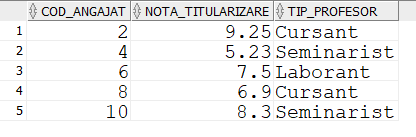 COD_ANGAJAT NOTA_TITULARIZARE TIP_PROFESOR
1 2 9.25 Cursant
2 4 5.23 Seminarist
3 6 7.5 Laborant
4 8 6.9 Cursant
5 10 8.3 Seminarist